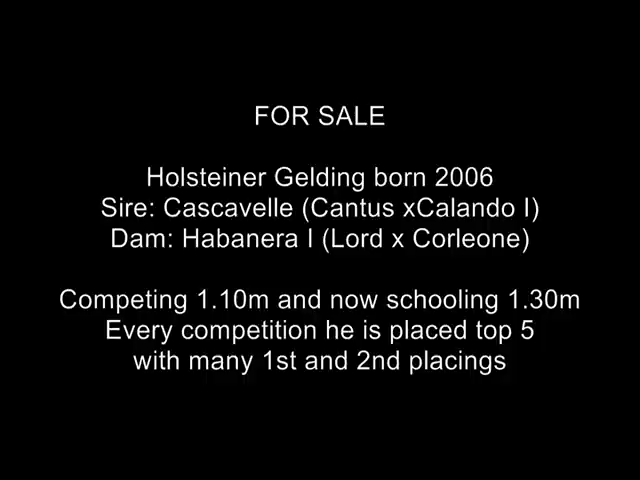 FOR SALE
Holsteiner Gelding born 2006
Sire: Cascavelle (Cantus xCalando I)
Dam: Habanera I (Lord x Corleone)
Competing 1.10m and now schooling 1.30m
Every competition he is placed top 5
with many 1st and 2nd placings